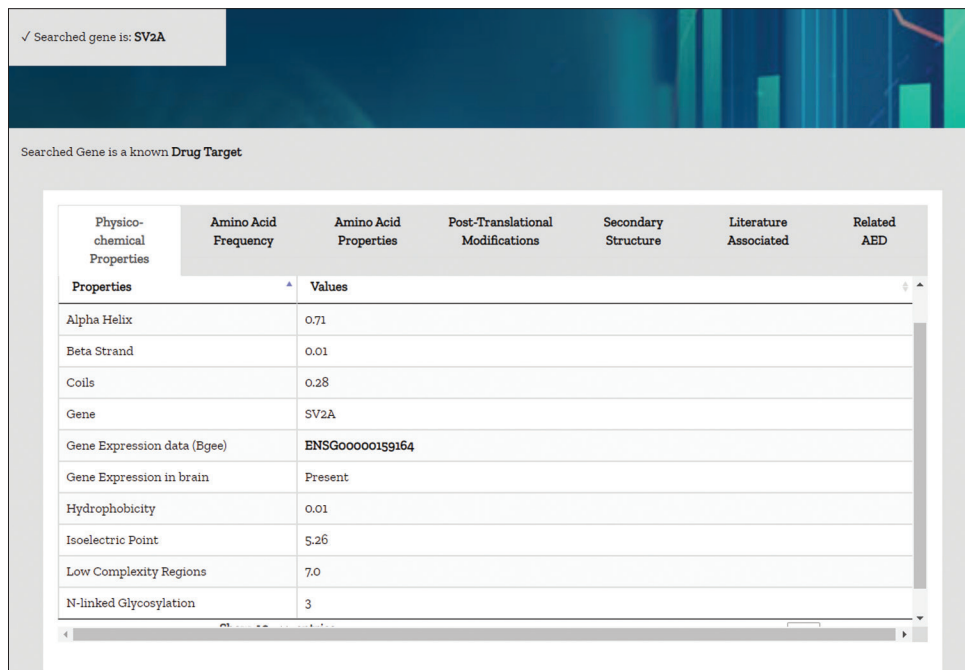 ✓ Searched gene is: SV2A
Searched Gene is a known Drug Target
Physico-
chemical
Properties
Amino Acid
Frequency
Amino Acid
Properties
Post-Translational
Modifications
Secondary
Structure
Literature
Associated
Related
AED
Properties Values
Alpha Helix 0.71
Beta Strand 0.01
Coils 0.28
Gene SV2A
Gene Expression data (Bgee) ENSG00000159164
Gene Expression in brain Present
Hydrophobicity 0.01
Isoelectric Point 5.26
Low Complexity Regions 7.0
N-linked Glycosylation 3